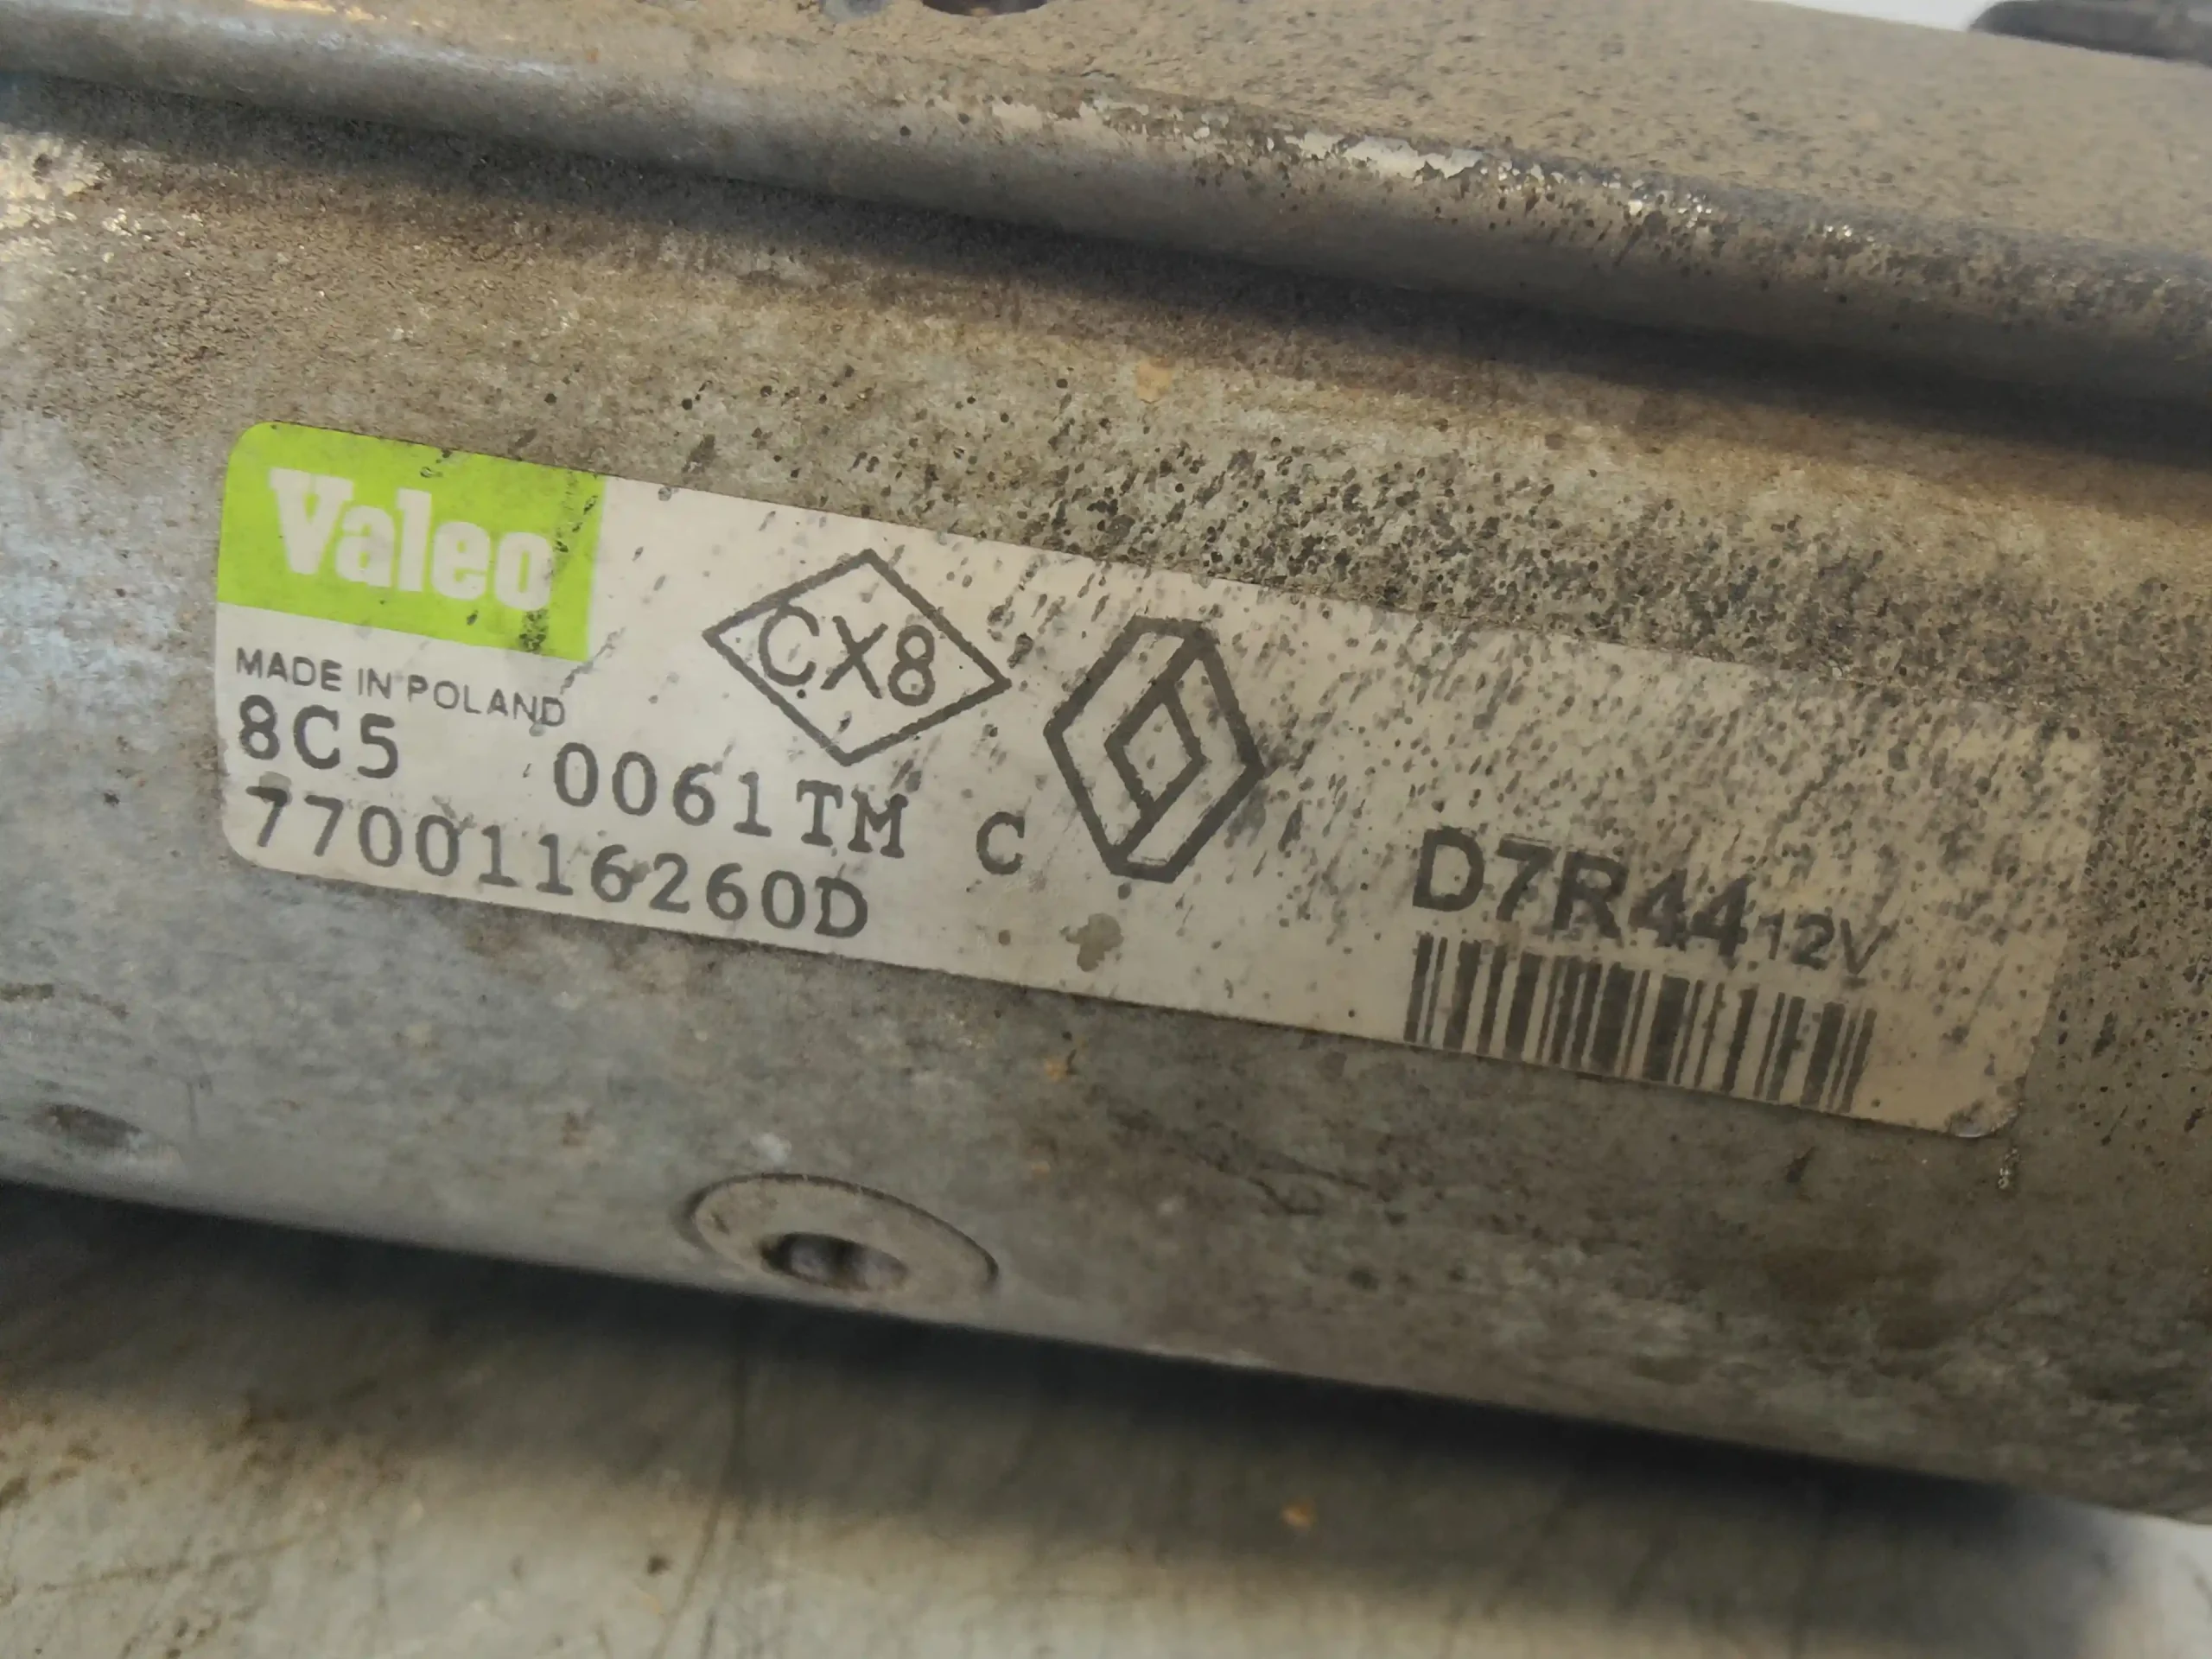 Valeo
MADE IN POLAND
CX8
8C5 0061TM C
7700116260D
D7R44 12V